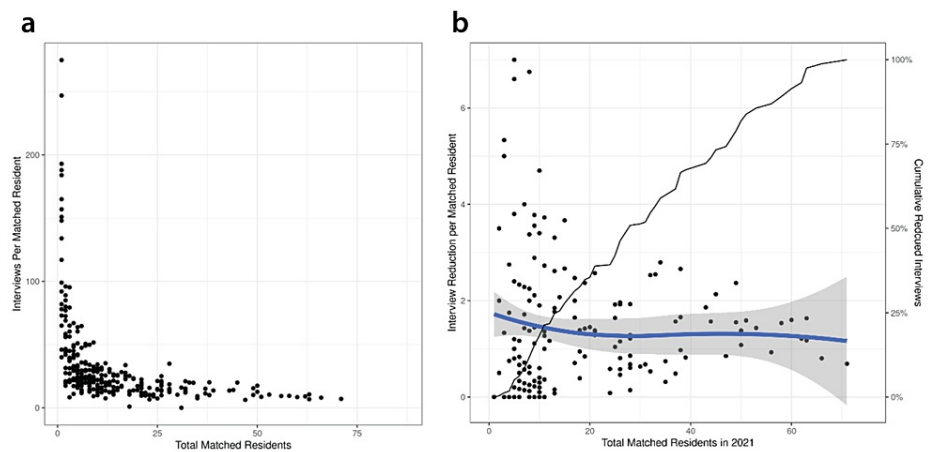 a
Interviews Per Matched Resident
200
100
0
0
25
50
75
Total Matched Residents
b
Interview Reduction per Matched Resident
6
4
2
0
0
20
40
60
Total Matched Residents in 2021
100%
75%
50%
25%
0%
Cumulative Redcued Interviews